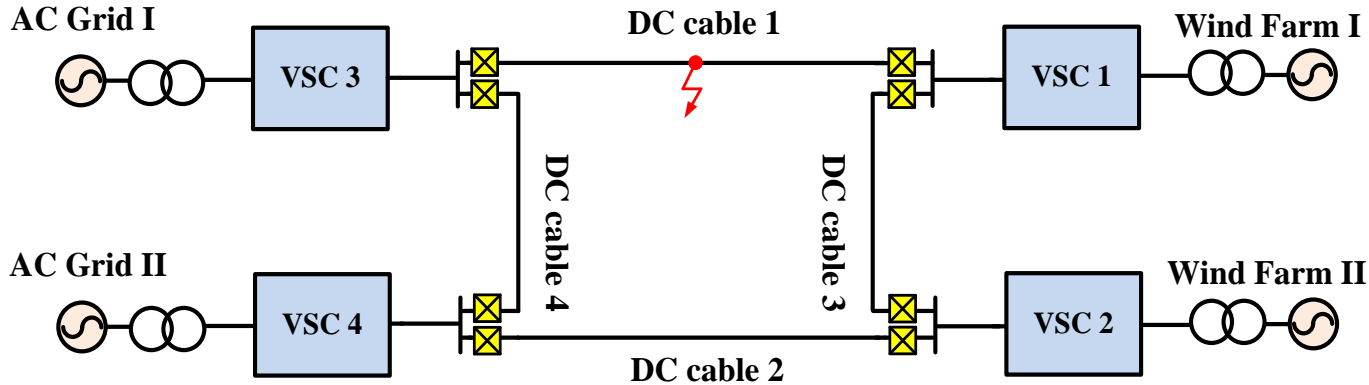 AC Grid I
DC cable 1
Wind Farm I
VSC 3
VSC 1
DC cable 4
DC cable 3
AC Grid II
Wind Farm II
VSC 4
VSC 2
DC cable 2